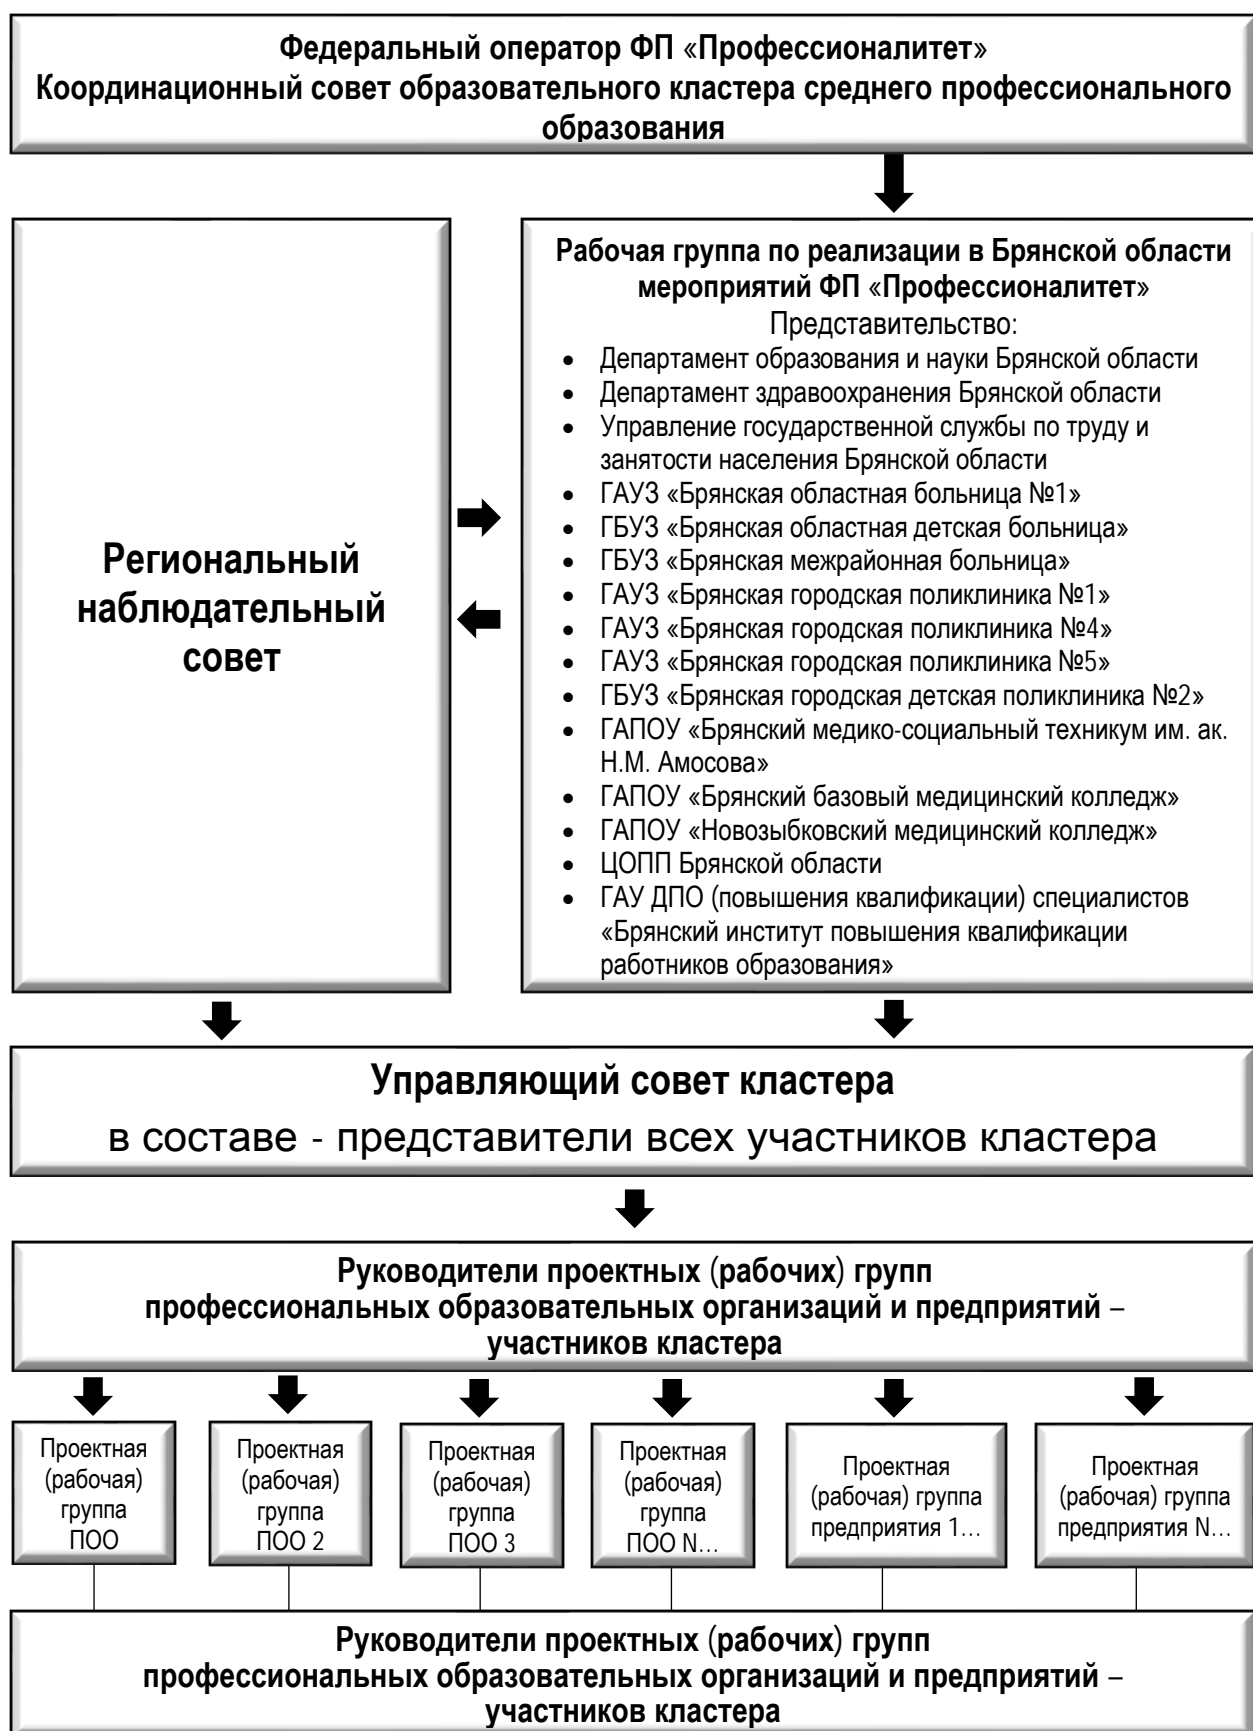 Федеральный оператор ФП «Профессионалитет»
Координационный совет образовательного кластера среднего профессионального
образования
Региональный
наблюдательный
совет
Рабочая группа по реализации в Брянской области
мероприятий ФП «Профессионалитет»
Представительство:
• Департамент образования и науки Брянской области
• Департамент здравоохранения Брянской области
• Управление государственной службы по труду и
занятости населения Брянской области
• ГАУЗ «Брянская областная больница №1»
• ГБУЗ «Брянская областная детская больница»
• ГБУЗ «Брянская межрайонная больница»
• ГАУЗ «Брянская городская поликлиника №1»
• ГАУЗ «Брянская городская поликлиника №4»
• ГАУЗ «Брянская городская поликлиника №5»
• ГБУЗ «Брянская городская детская поликлиника №2»
• ГАПОУ «Брянский медико-социальный техникум им. ак.
Н.М. Амосова»
• ГАПОУ «Брянский базовый медицинский колледж»
• ГАПОУ «Новозыбковский медицинский колледж»
• ЦОПП Брянской области
• ГАУ ДПО (повышения квалификации) специалистов
«Брянский институт повышения квалификации
работников образования»
Управляющий совет кластера
в составе - представители всех участников кластера
Руководители проектных (рабочих) групп
профессиональных образовательных организаций и предприятий –
участников кластера
Проектная
(рабочая)
группа
ПОО
Проектная
(рабочая)
группа
ПОО 2
Проектная
(рабочая)
группа
ПОО 3
Проектная
(рабочая)
группа
ПОО N…
Проектная
(рабочая) группа
предприятия 1…
Проектная
(рабочая) группа
предприятия N…
Руководители проектных (рабочих) групп
профессиональных образовательных организаций и предприятий –
участников кластера